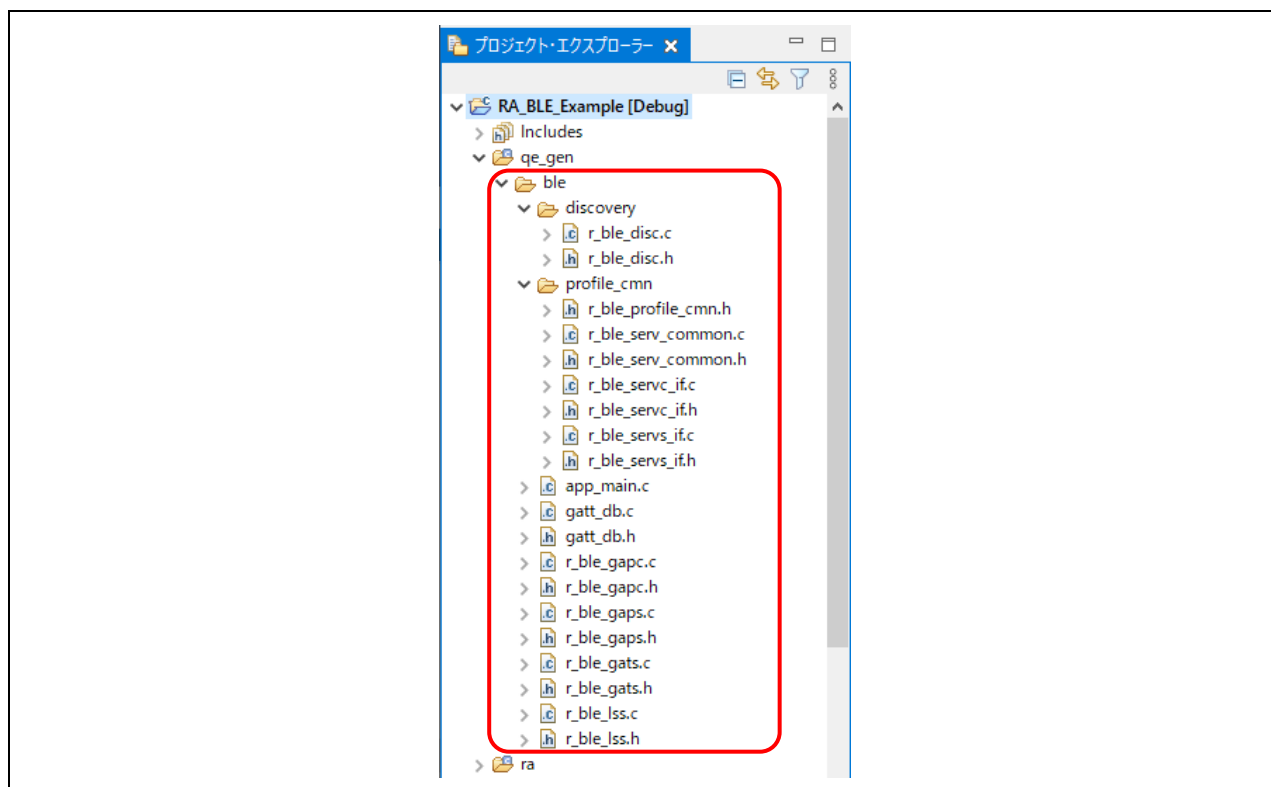 プロジェクト・エクスプローラー
RA_BLE_Example [Debug]
Includes
qe_gen
ble
discovery
r_ble_disc.c
r_ble_disc.h
profile_cmn
r_ble_profile_cmn.h
r_ble_serv_common.c
r_ble_serv_common.h
r_ble_servc_if.c
r_ble_servc_if.h
r_ble_servs_if.c
r_ble_servs_if.h
app_main.c
gatt_db.c
gatt_db.h
r_ble_gapc.c
r_ble_gapc.h
r_ble_gaps.c
r_ble_gaps.h
r_ble_gats.c
r_ble_gats.h
r_ble_lss.c
r_ble_lss.h
ra